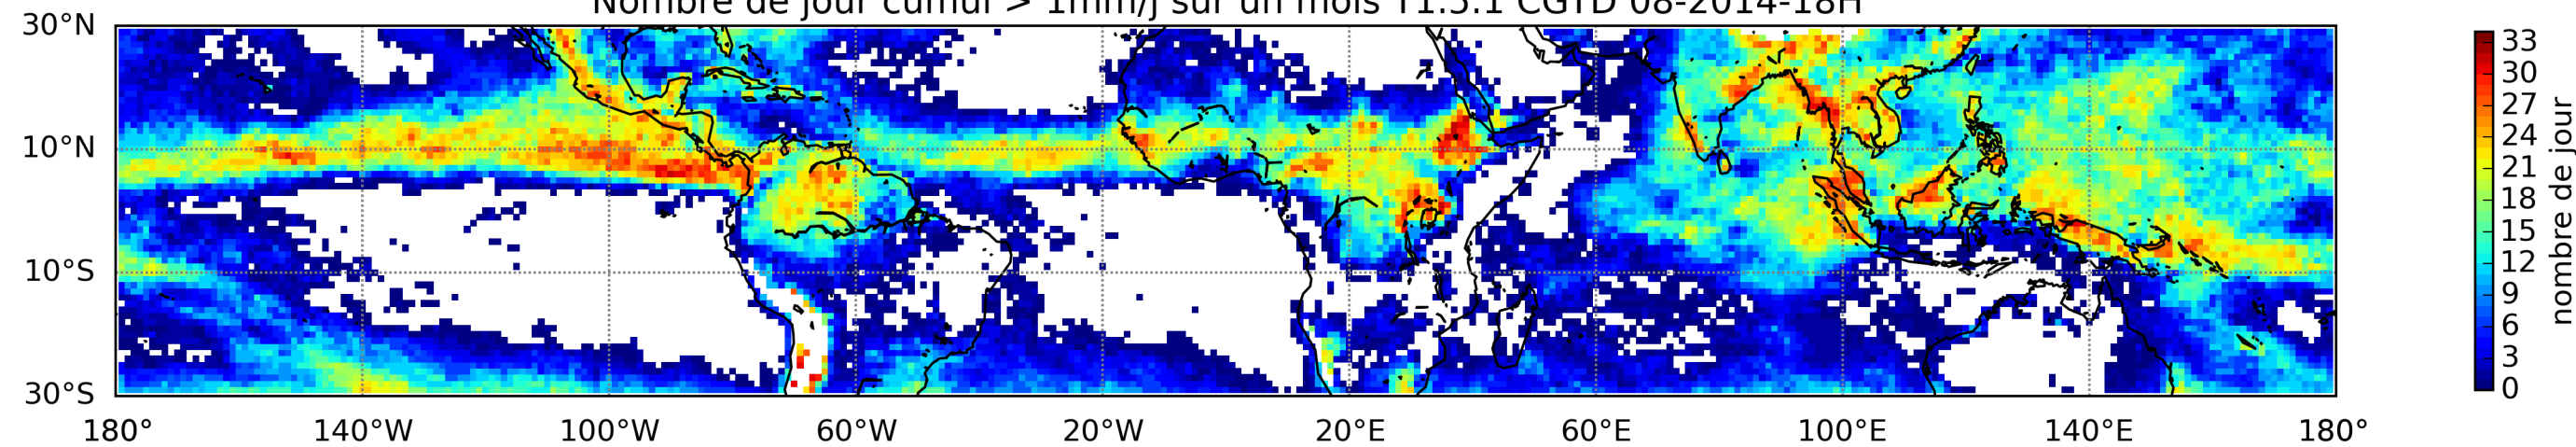 Nombre de jour cumul > 1mm/j sur un mois T1.5.1 CGTD 08-2014-18H
30°N
10°N
10°S
30°S
180°
140°W
100°W
60°W
20°W
20°E
60°E
100°E
140°E
180°
33
30
27
24
21
18
15
12
9
6
3
0
nombre de jour